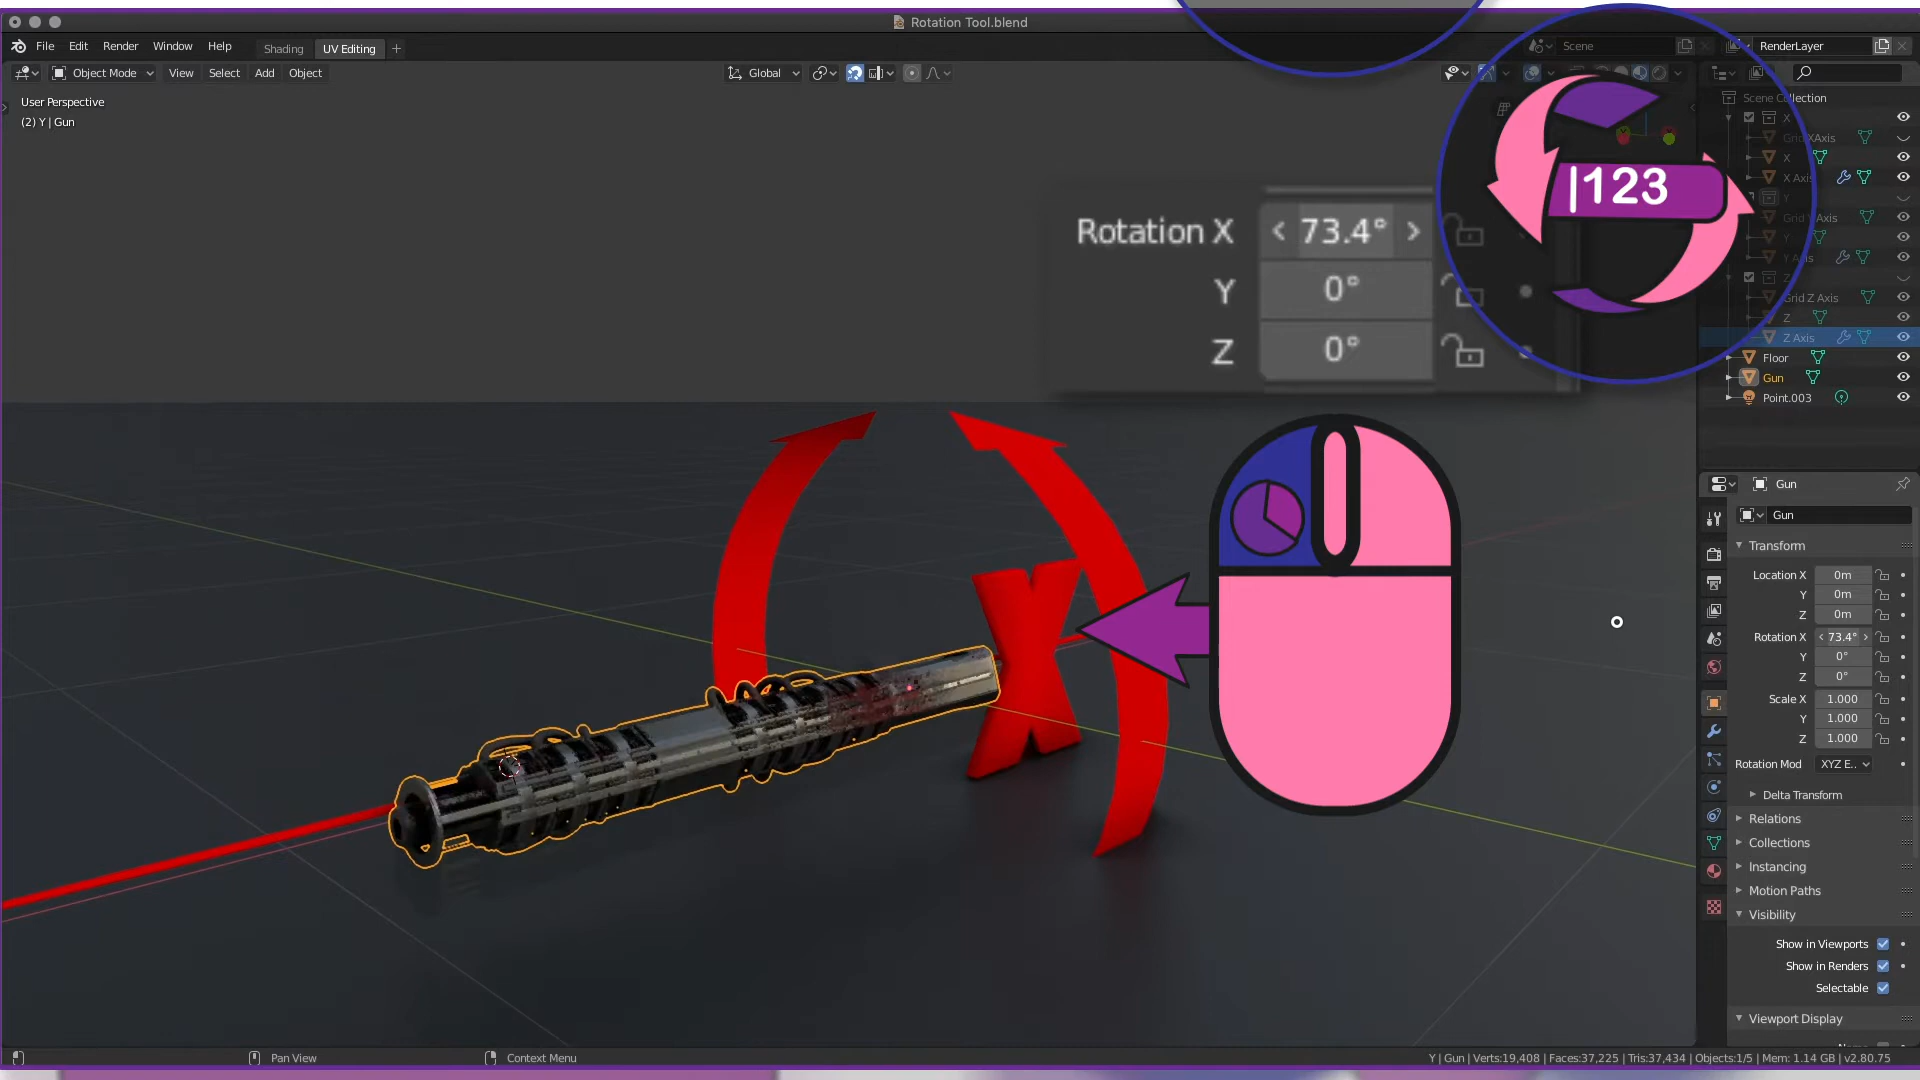 Rotation Tool.blend
File Edit Render Window Help Shading UV Editing + Scene RenderLayer
Object Mode View Select Add Object Global
User Perspective
(2) Y | Gun
Rotation X 73.4°
Y 0°
Z 0°
|123
Scene Collection
X
Grid XAxis
X
X Axis
Y
Axis
Y
Y Axis
Z
Grid Z Axis
Z
Z Axis
Floor
Gun
Point.003
X
Gun
Gun
Transform
Location X 0m
Y 0m
Z 0m
Rotation X 73.4°
Y 0°
Z 0°
Scale X 1.000
Y 1.000
Z 1.000
Rotation Mod XYZ E..
Delta Transform
Relations
Collections
Instancing
Motion Paths
Visibility
Show in Viewports
Show in Renders
Selectable
Viewport Display
Pan View Context Menu Y | Gun | Verts:19,408 | Faces:37,225 | Tris:37,434 | Objects:1/5 | Mem: 1.14 GB | v2.80.75